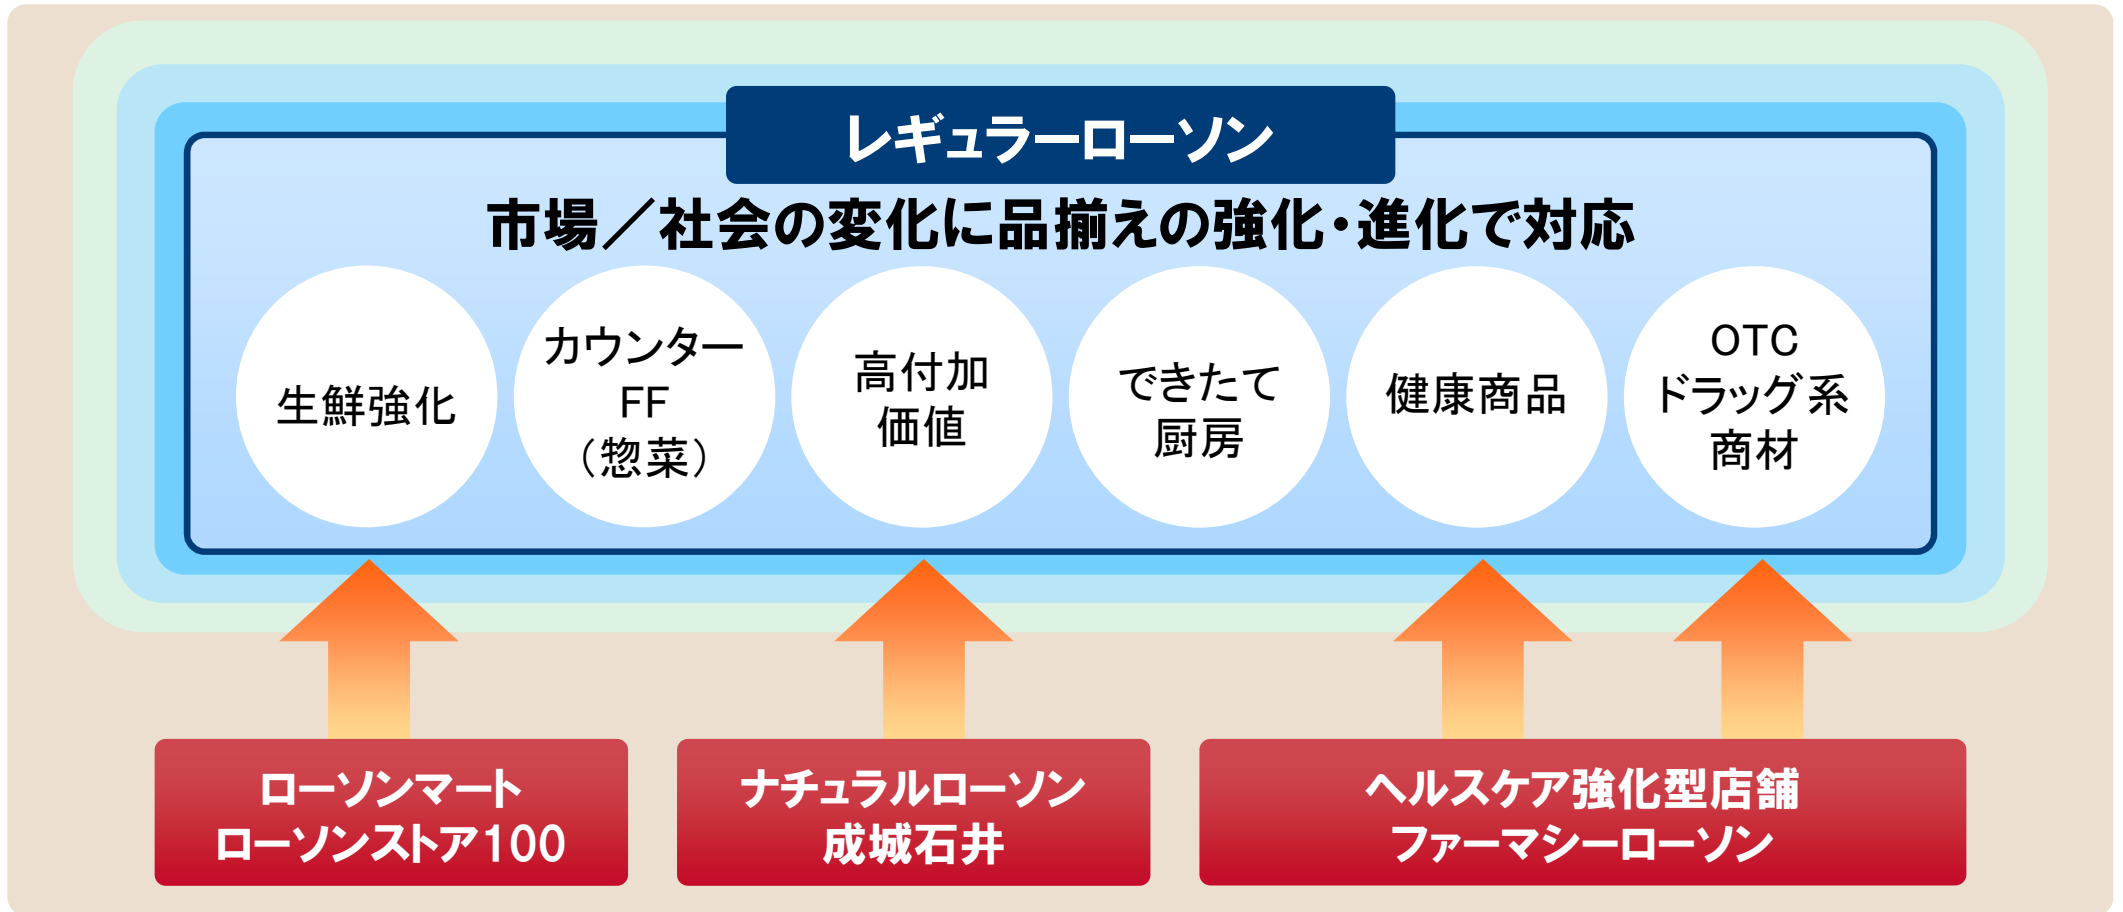 レギュラーローソン
市場／社会の変化に品揃えの強化・進化で対応
生鮮強化
カウンター
FF
（惣菜）
高付加
価値
できたて
厨房
健康商品
OTC
ドラッグ系
商材
ローソンマート
ローソンストア100
ナチュラルローソン
成城石井
ヘルスケア強化型店舗
ファーマシーローソン